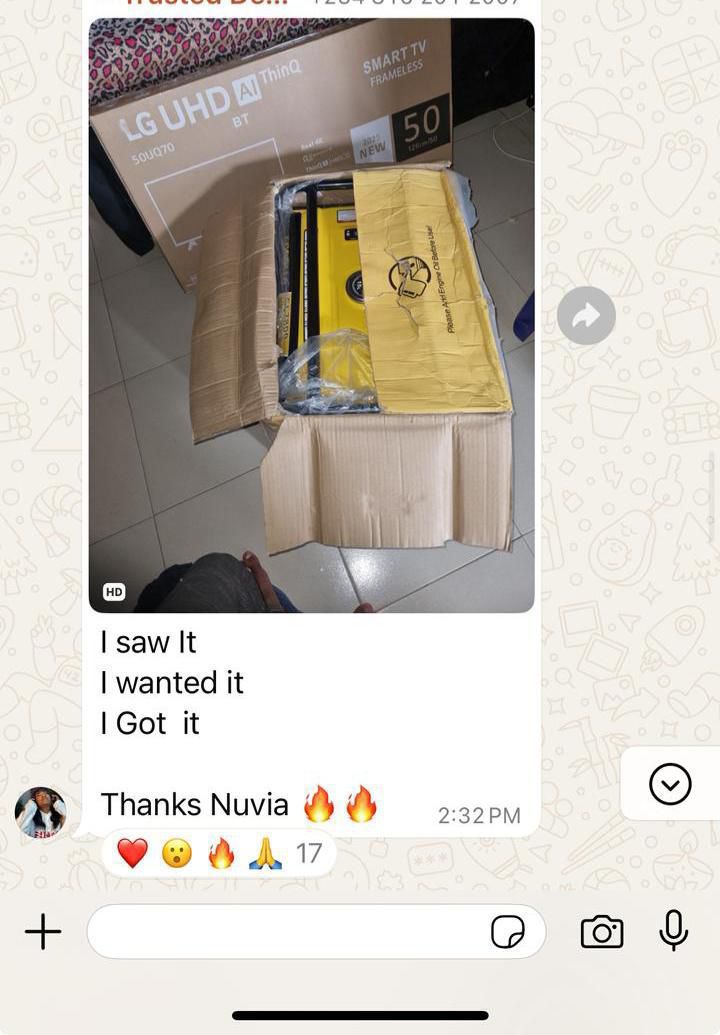 LG UHD AI ThinQ
SMART TV
FRAMELESS
50UQ70
BT
2025
NEW
50
Please Add Engine Oil Before Use!
HD
I saw It
I wanted it
I Got it
Thanks Nuvia 🔥🔥
2:32 PM
❤️ 😮 🔥 🙏 17